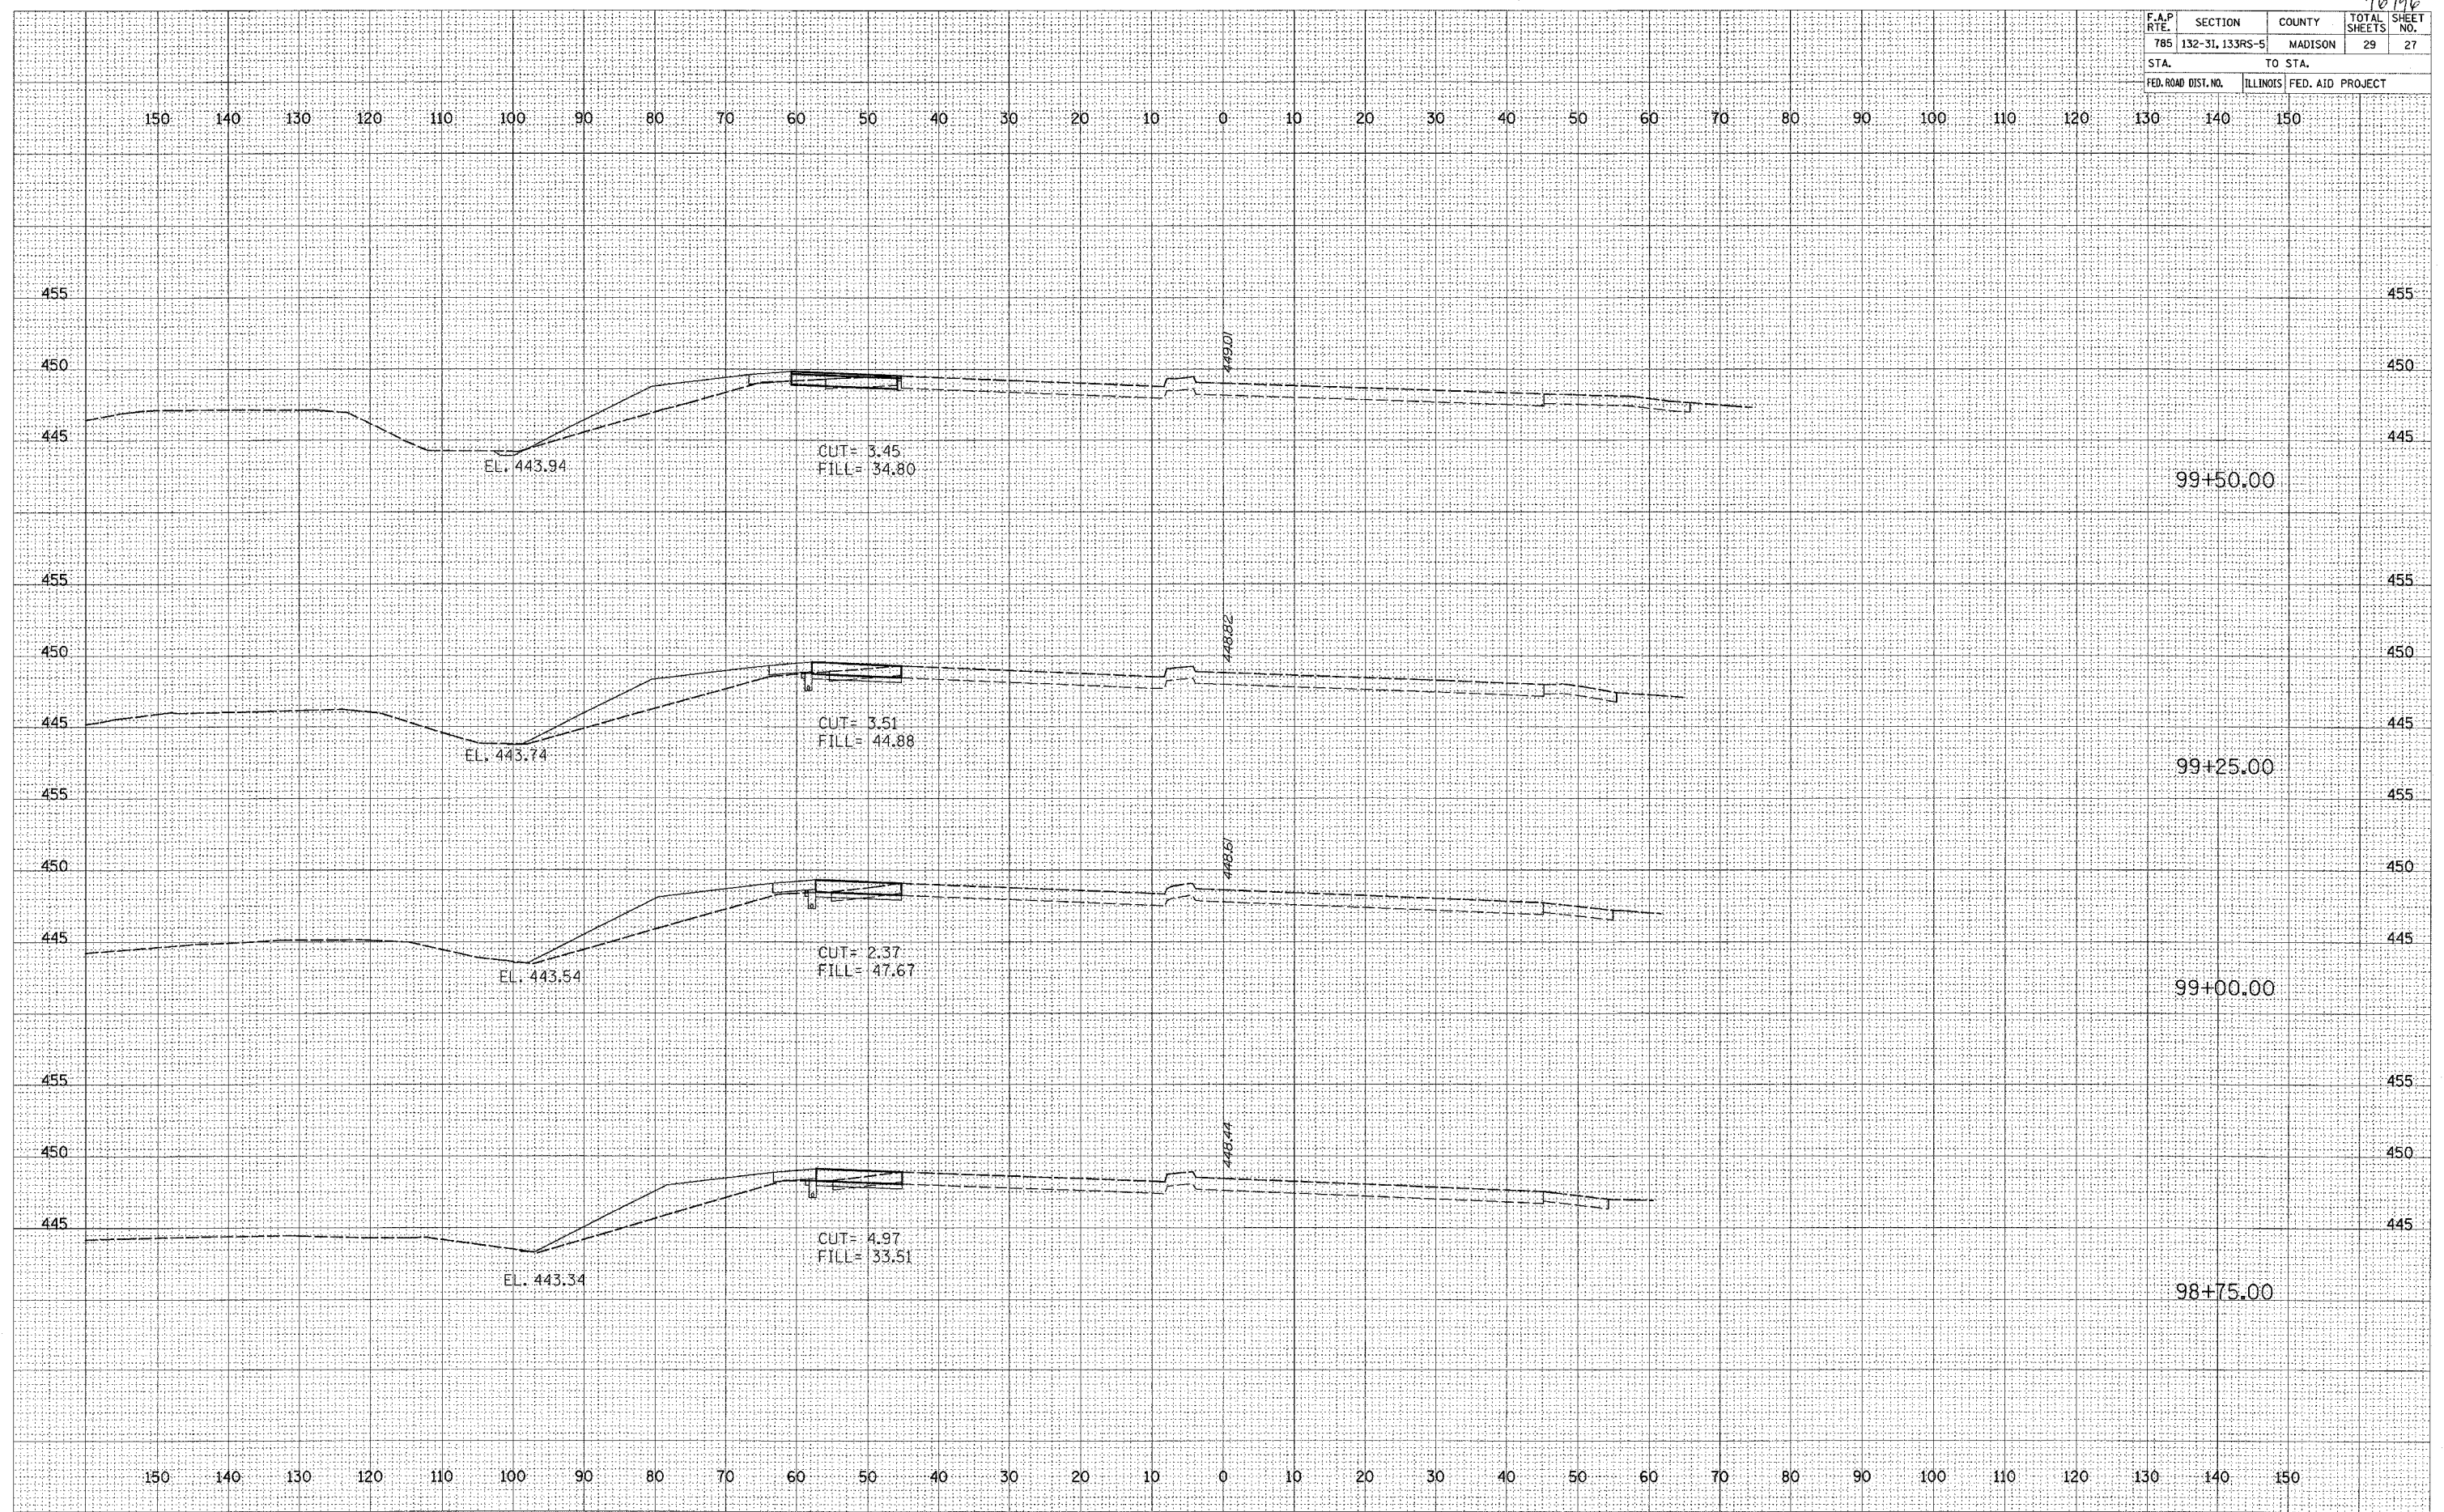 76196
F.A.P RTE. SECTION COUNTY TOTAL SHEETS SHEET NO.
785 132-3I, 133RS-5 MADISON 29 27
STA. TO STA.
FED. ROAD DIST. NO. ILLINOIS FED. AID PROJECT
150 140 130 120 110 100 90 80 70 60 50 40 30 20 10 0 10 20 30 40 50 60 70 80 90 100 110 120 130 140 150
455 455
450 449.01 450
445 445
CUT= 3.45
FILL= 34.80
EL. 443.94
99+50.00
455 455
450 448.82 450
445 445
CUT= 3.51
FILL= 44.88
EL. 443.74
99+25.00
455 455
450 448.61 450
445 445
CUT= 2.37
FILL= 47.67
EL. 443.54
99+00.00
455 455
450 448.44 450
445 445
CUT= 4.97
FILL= 33.51
EL. 443.34
98+75.00
150 140 130 120 110 100 90 80 70 60 50 40 30 20 10 0 10 20 30 40 50 60 70 80 90 100 110 120 130 140 150